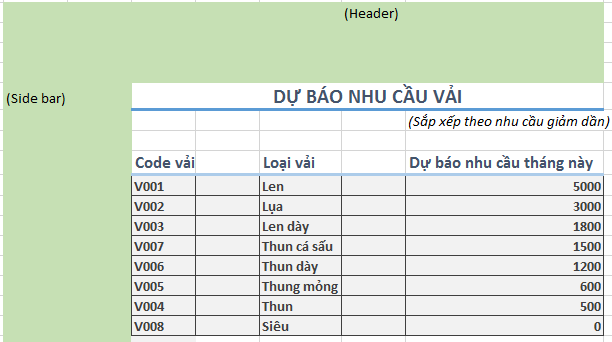 (Header)
(Side bar)
DỰ BÁO NHU CẦU VẢI
(Sắp xếp theo nhu cầu giảm dần)
Code vải Loại vải Dự báo nhu cầu tháng này
V001 Len 5000
V002 Lụa 3000
V003 Len dày 1800
V007 Thun cá sấu 1500
V006 Thun dày 1200
V005 Thung mỏng 600
V004 Thun 500
V008 Siêu 0